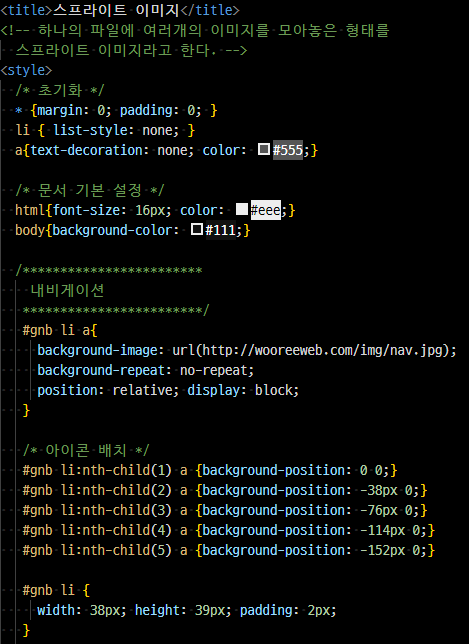 <title>스프라이트 이미지</title>
<!-- 하나의 파일에 여러개의 이미지를 모아놓은 형태를
스프라이트 이미지라고 한다. -->
<style>
/* 초기화 */
* {margin: 0; padding: 0; }
li { list-style: none; }
a{text-decoration: none; color: #555;}
/* 문서 기본 설정 */
html{font-size: 16px; color: #eee;}
body{background-color: #111;}
/************************
내비게이션
************************/
#gnb li a{
background-image: url(http://wooreeweb.com/img/nav.jpg);
background-repeat: no-repeat;
position: relative; display: block;
}
/* 아이콘 배치 */
#gnb li:nth-child(1) a {background-position: 0 0;}
#gnb li:nth-child(2) a {background-position: -38px 0;}
#gnb li:nth-child(3) a {background-position: -76px 0;}
#gnb li:nth-child(4) a {background-position: -114px 0;}
#gnb li:nth-child(5) a {background-position: -152px 0;}
#gnb li {
width: 38px; height: 39px; padding: 2px;
}